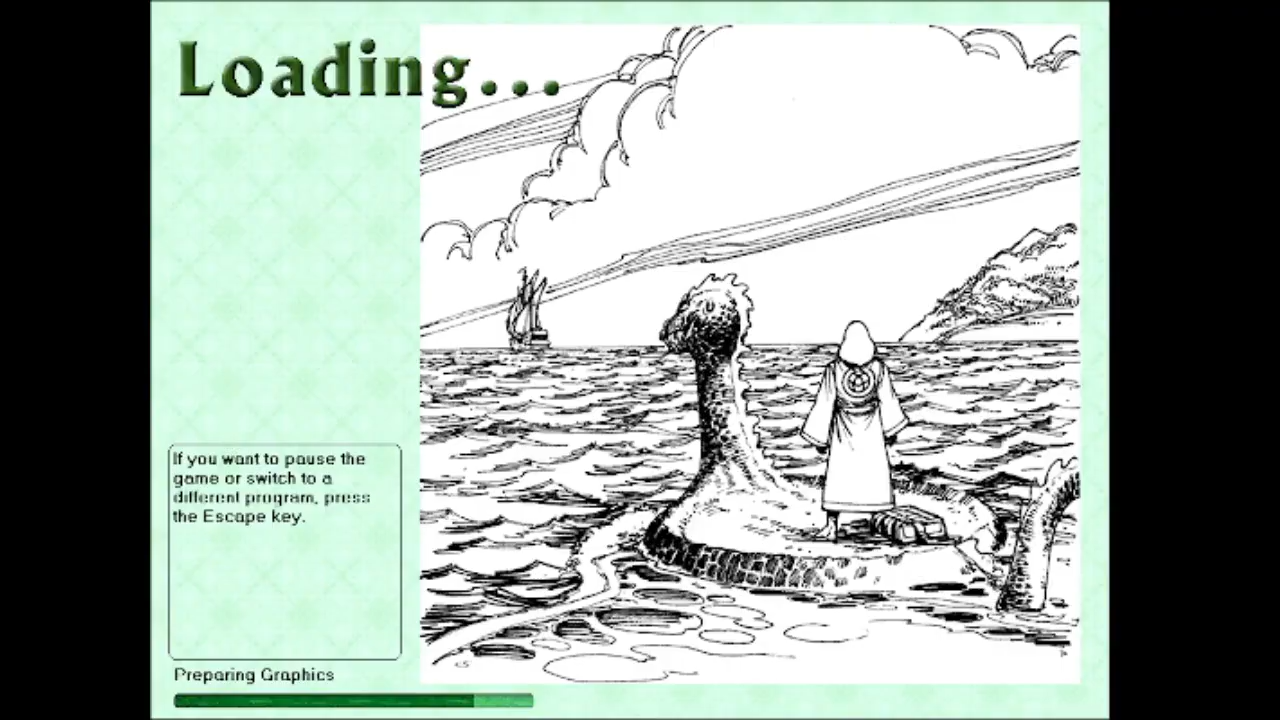 Loading...
If you want to pause the
game or switch to a
different program, press
the Escape key.
Preparing Graphics